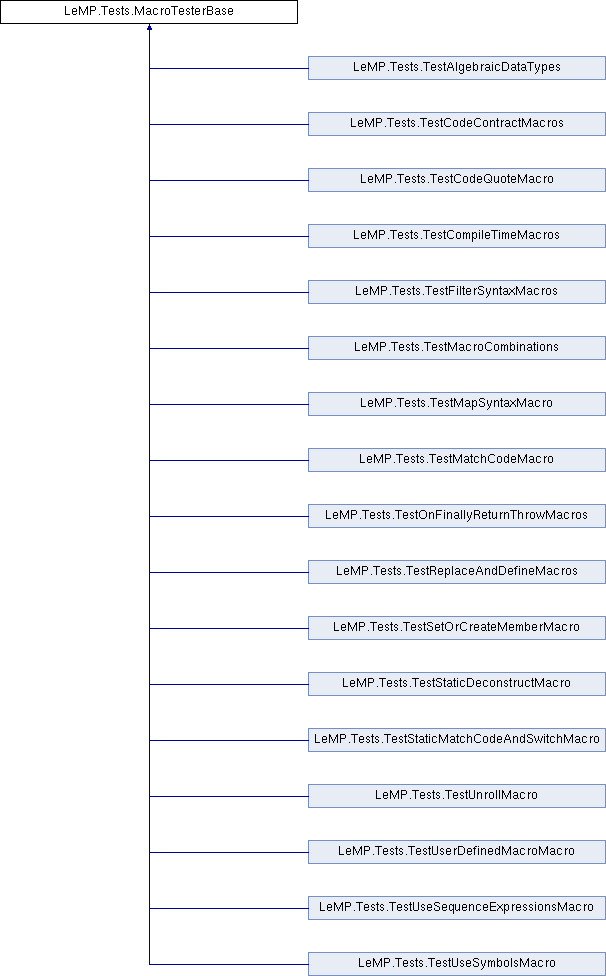 LeMP.Tests.MacroTesterBase
LeMP.Tests.TestAlgebraicDataTypes
LeMP.Tests.TestCodeContractMacros
LeMP.Tests.TestCodeQuoteMacro
LeMP.Tests.TestCompileTimeMacros
LeMP.Tests.TestFilterSyntaxMacros
LeMP.Tests.TestMacroCombinations
LeMP.Tests.TestMapSyntaxMacro
LeMP.Tests.TestMatchCodeMacro
LeMP.Tests.TestOnFinallyReturnThrowMacros
LeMP.Tests.TestReplaceAndDefineMacros
LeMP.Tests.TestSetOrCreateMemberMacro
LeMP.Tests.TestStaticDeconstructMacro
LeMP.Tests.TestStaticMatchCodeAndSwitchMacro
LeMP.Tests.TestUnrollMacro
LeMP.Tests.TestUserDefinedMacroMacro
LeMP.Tests.TestUseSequenceExpressionsMacro
LeMP.Tests.TestUseSymbolsMacro